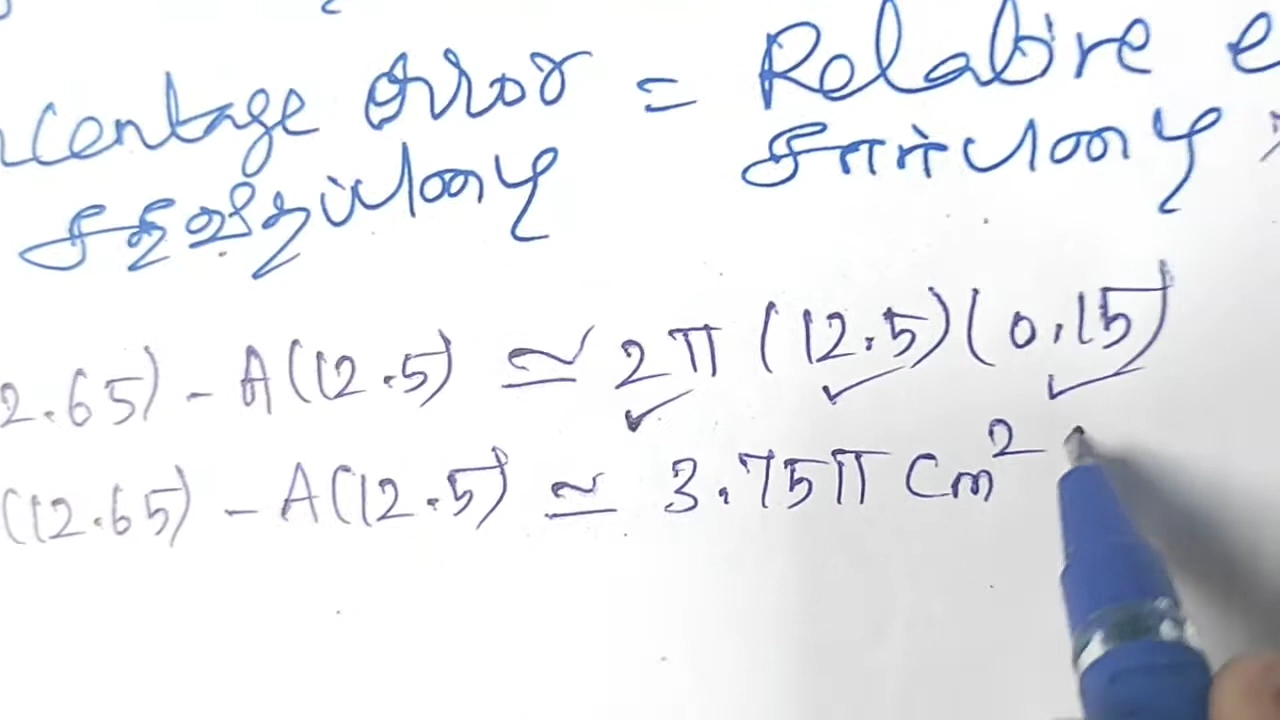 rcentage error = Relative e
சதவிதப்பிழை சார்பிழை
2.65) - A(12.5) ≃ 2π (12.5)(0.15)
(12.65) - A(12.5) ≃ 3.75π Cm²